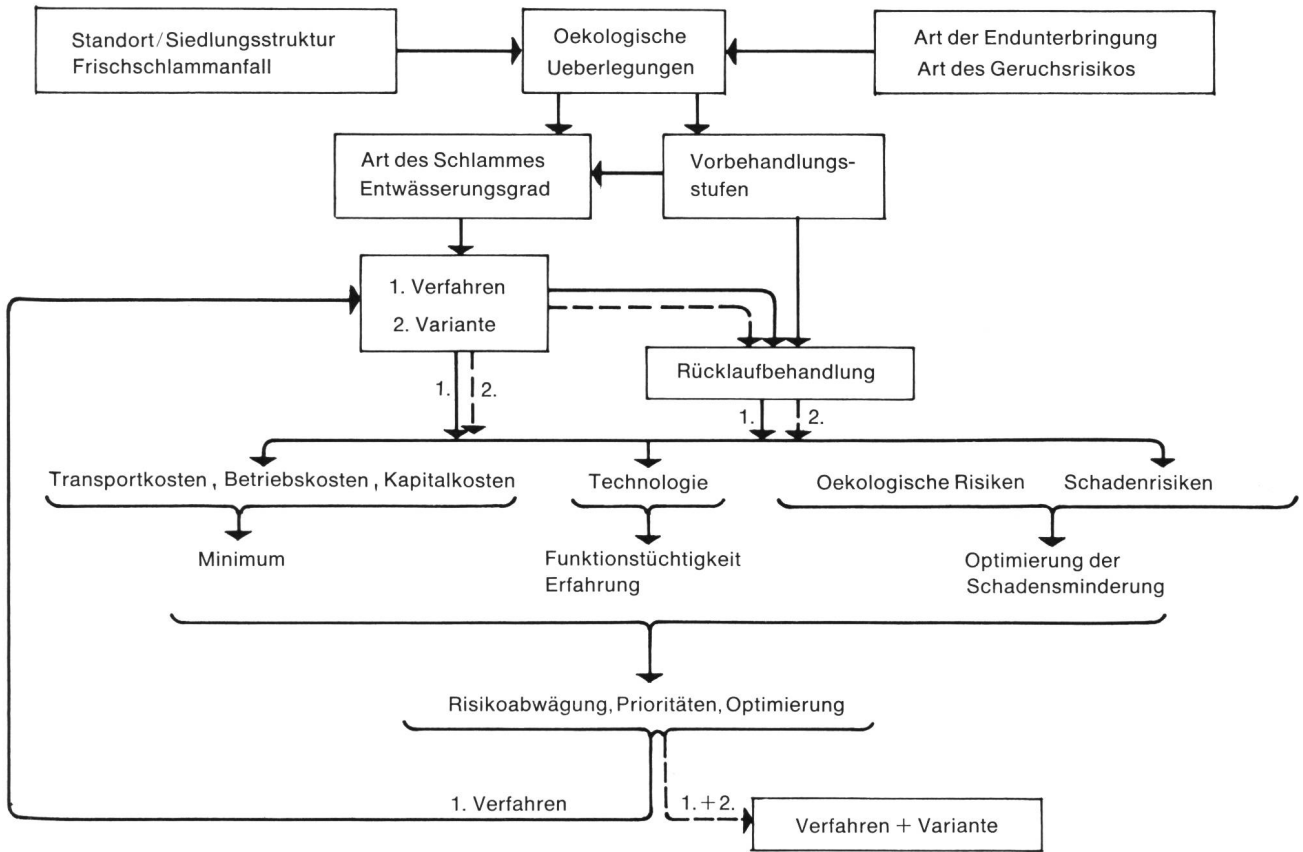 Standort/Siedlungsstruktur
Frischschlammanfall
Oekologische
Ueberlegungen
Art der Endunterbringung
Art des Geruchsrisikos
Art des Schlammes
Entwässerungsgrad
Vorbehandlungs-
stufen
1. Verfahren
2. Variante
Rücklaufbehandlung
1. 2.
1. 2.
Transportkosten, Betriebskosten, Kapitalkosten
Technologie
Oekologische Risiken Schadenrisiken
Minimum
Funktionstüchtigkeit
Erfahrung
Optimierung der
Schadensminderung
Risikoabwägung, Prioritäten, Optimierung
1. Verfahren
1.+2.
Verfahren + Variante